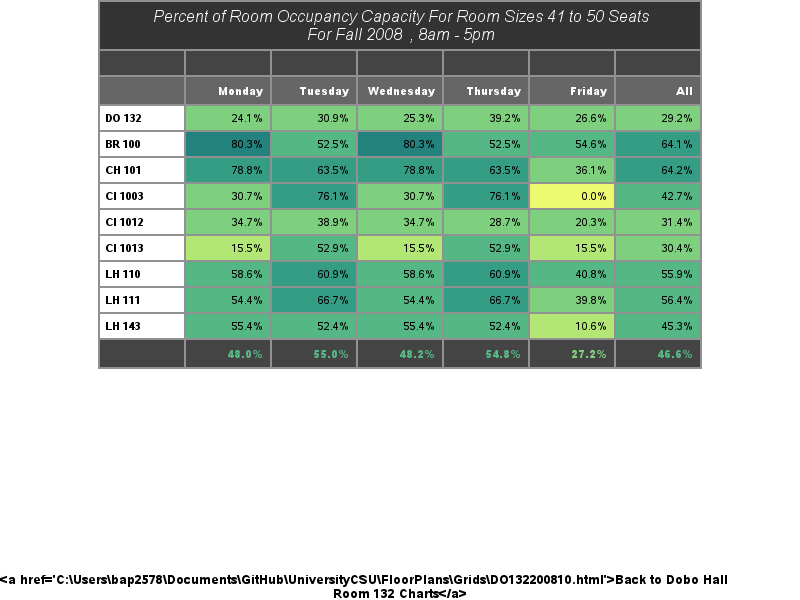 Percent of Room Occupancy Capacity For Room Sizes 41 to 50 Seats
For Fall 2008 , 8am - 5pm
Monday Tuesday Wednesday Thursday Friday All
DO 132 24.1% 30.9% 25.3% 39.2% 26.6% 29.2%
BR 100 80.3% 52.5% 80.3% 52.5% 54.6% 64.1%
CH 101 78.8% 63.5% 78.8% 63.5% 36.1% 64.2%
CI 1003 30.7% 76.1% 30.7% 76.1% 0.0% 42.7%
CI 1012 34.7% 38.9% 34.7% 28.7% 20.3% 31.4%
CI 1013 15.5% 52.9% 15.5% 52.9% 15.5% 30.4%
LH 110 58.6% 60.9% 58.6% 60.9% 40.8% 55.9%
LH 111 54.4% 66.7% 54.4% 66.7% 39.8% 56.4%
LH 143 55.4% 52.4% 55.4% 52.4% 10.6% 45.3%
48.0% 55.0% 48.2% 54.8% 27.2% 46.6%
<a href='C:\Users\bap2578\Documents\GitHub\UniversityCSU\FloorPlans\Grids\DO132200810.html'>Back to Dobo Hall
Room 132 Charts</a>